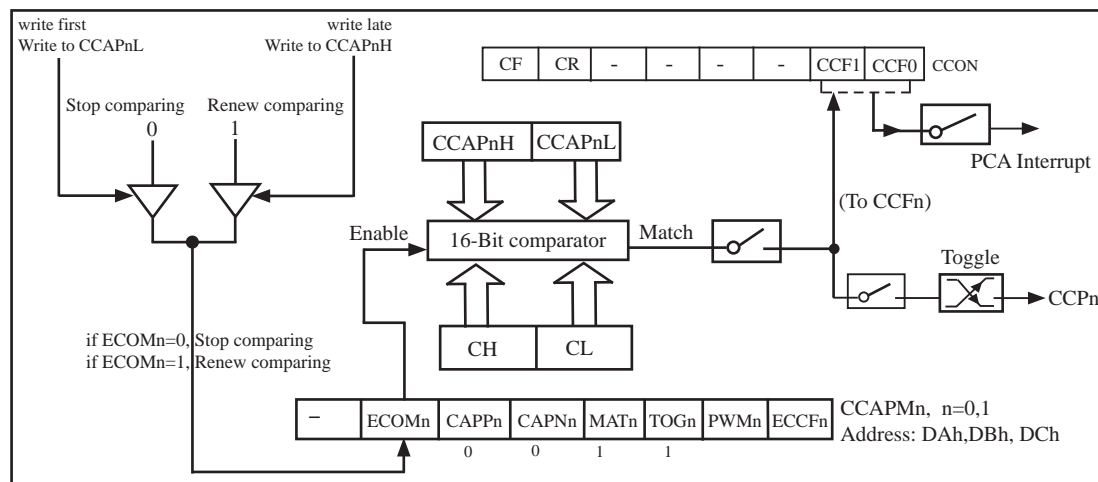 write first
Write to CCAPnL
write late
Write to CCAPnH
CF CR - - - - CCF1 CCF0 CCON
Stop comparing
0
Renew comparing
1
PCA Interrupt
CCAPnH CCAPnL
(To CCFn)
Enable
16-Bit comparator
Match
Toggle
CCPn
CH CL
if ECOMn=0, Stop comparing
if ECOMn=1, Renew comparing
– ECOMn CAPPn CAPNn MATn TOGn PWMn ECCFn
0 0 1 1
CCAPMn, n=0,1
Address: DAh,DBh, DCh